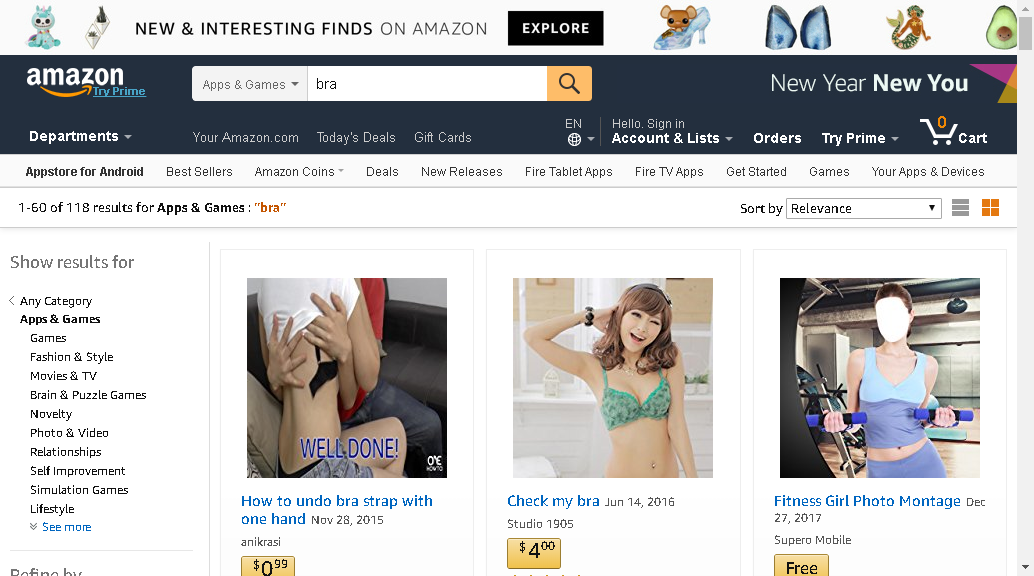 NEW & INTERESTING FINDS ON AMAZON EXPLORE
amazon
Try Prime
Apps & Games bra
New Year New You
Departments
Your Amazon.com Today's Deals Gift Cards
EN
Hello. Sign in
Account & Lists
Orders
Try Prime
0
Cart
Appstore for Android Best Sellers Amazon Coins Deals New Releases Fire Tablet Apps Fire TV Apps Get Started Games Your Apps & Devices
1-60 of 118 results for Apps & Games : "bra"
Sort by Relevance
Show results for
Any Category
Apps & Games
Games
Fashion & Style
Movies & TV
Brain & Puzzle Games
Novelty
Photo & Video
Relationships
Self Improvement
Simulation Games
Lifestyle
See more
Refine by
WELL DONE!
How to undo bra strap with
one hand Nov 28, 2015
anikrasi
$0.99
Check my bra Jun 14, 2016
Studio 1905
$4.00
Fitness Girl Photo Montage Dec
27, 2017
Supero Mobile
Free